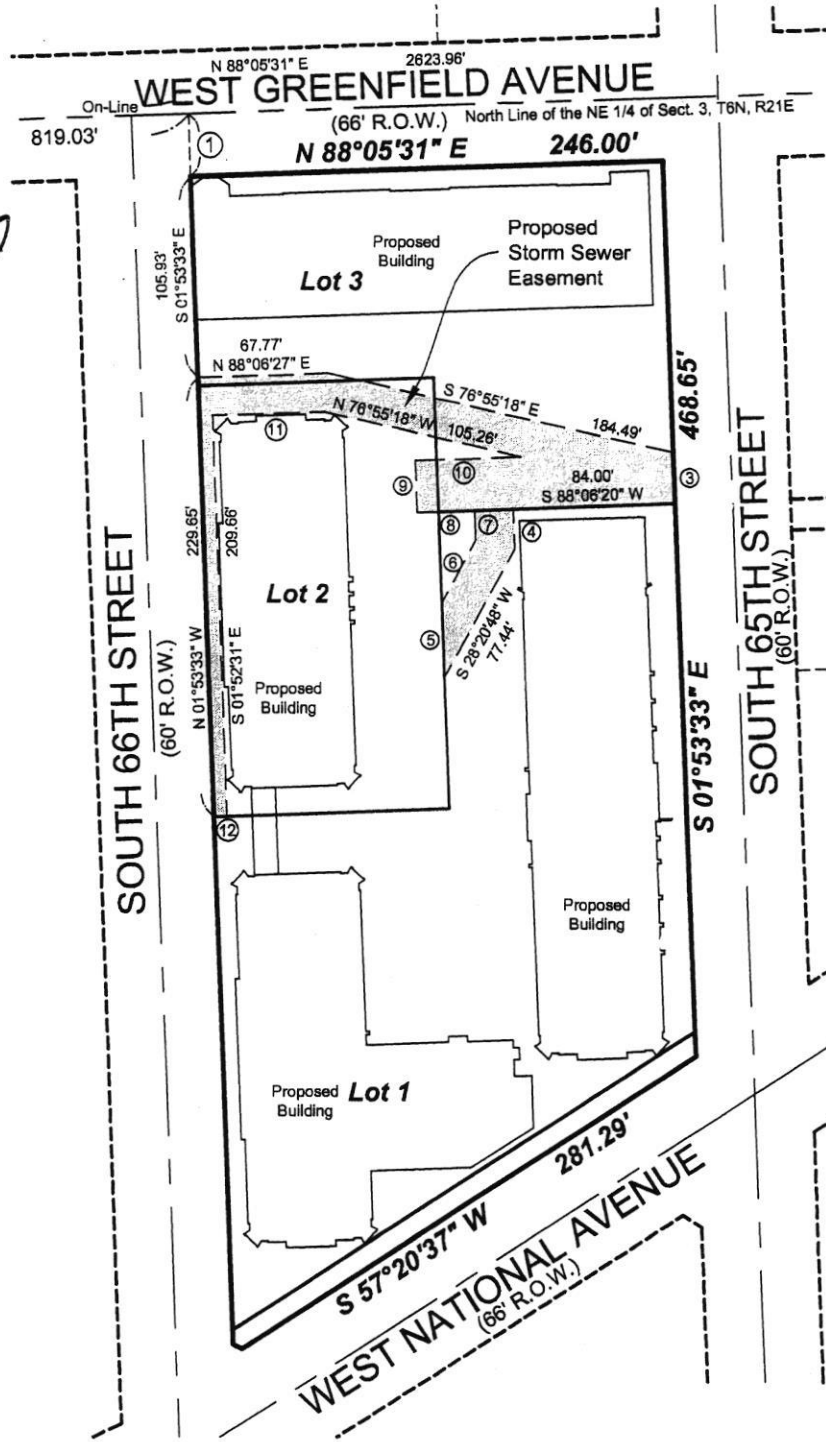 N 88°05'31" E 2623.96'
WEST GREENFIELD AVENUE
On-Line
819.03'
(66' R.O.W.)
North Line of the NE 1/4 of Sect. 3, T6N, R21E
①
N 88°05'31" E 246.00'
105.93'
S 01°53'33" E
Proposed
Building
Lot 3
Proposed
Storm Sewer
Easement
67.77'
N 88°06'27" E
S 76°55'18" E
184.49'
N 76°55'18" W 105.26'
468.65'
⑪
⑨
⑩
84.00'
S 88°06'20" W
③
⑧
⑦
④
⑥
⑤
S 28°20'48" W
77.44'
229.65'
209.66'
N 01°53'33" W
S 01°52'31" E
Lot 2
Proposed
Building
SOUTH 66TH STREET
(60' R.O.W.)
SOUTH 65TH STREET
(60' R.O.W.)
S 01°53'33" E
⑫
Proposed
Building
Proposed
Building
Lot 1
281.29'
S 57°20'37" W
WEST NATIONAL AVENUE
(66' R.O.W.)